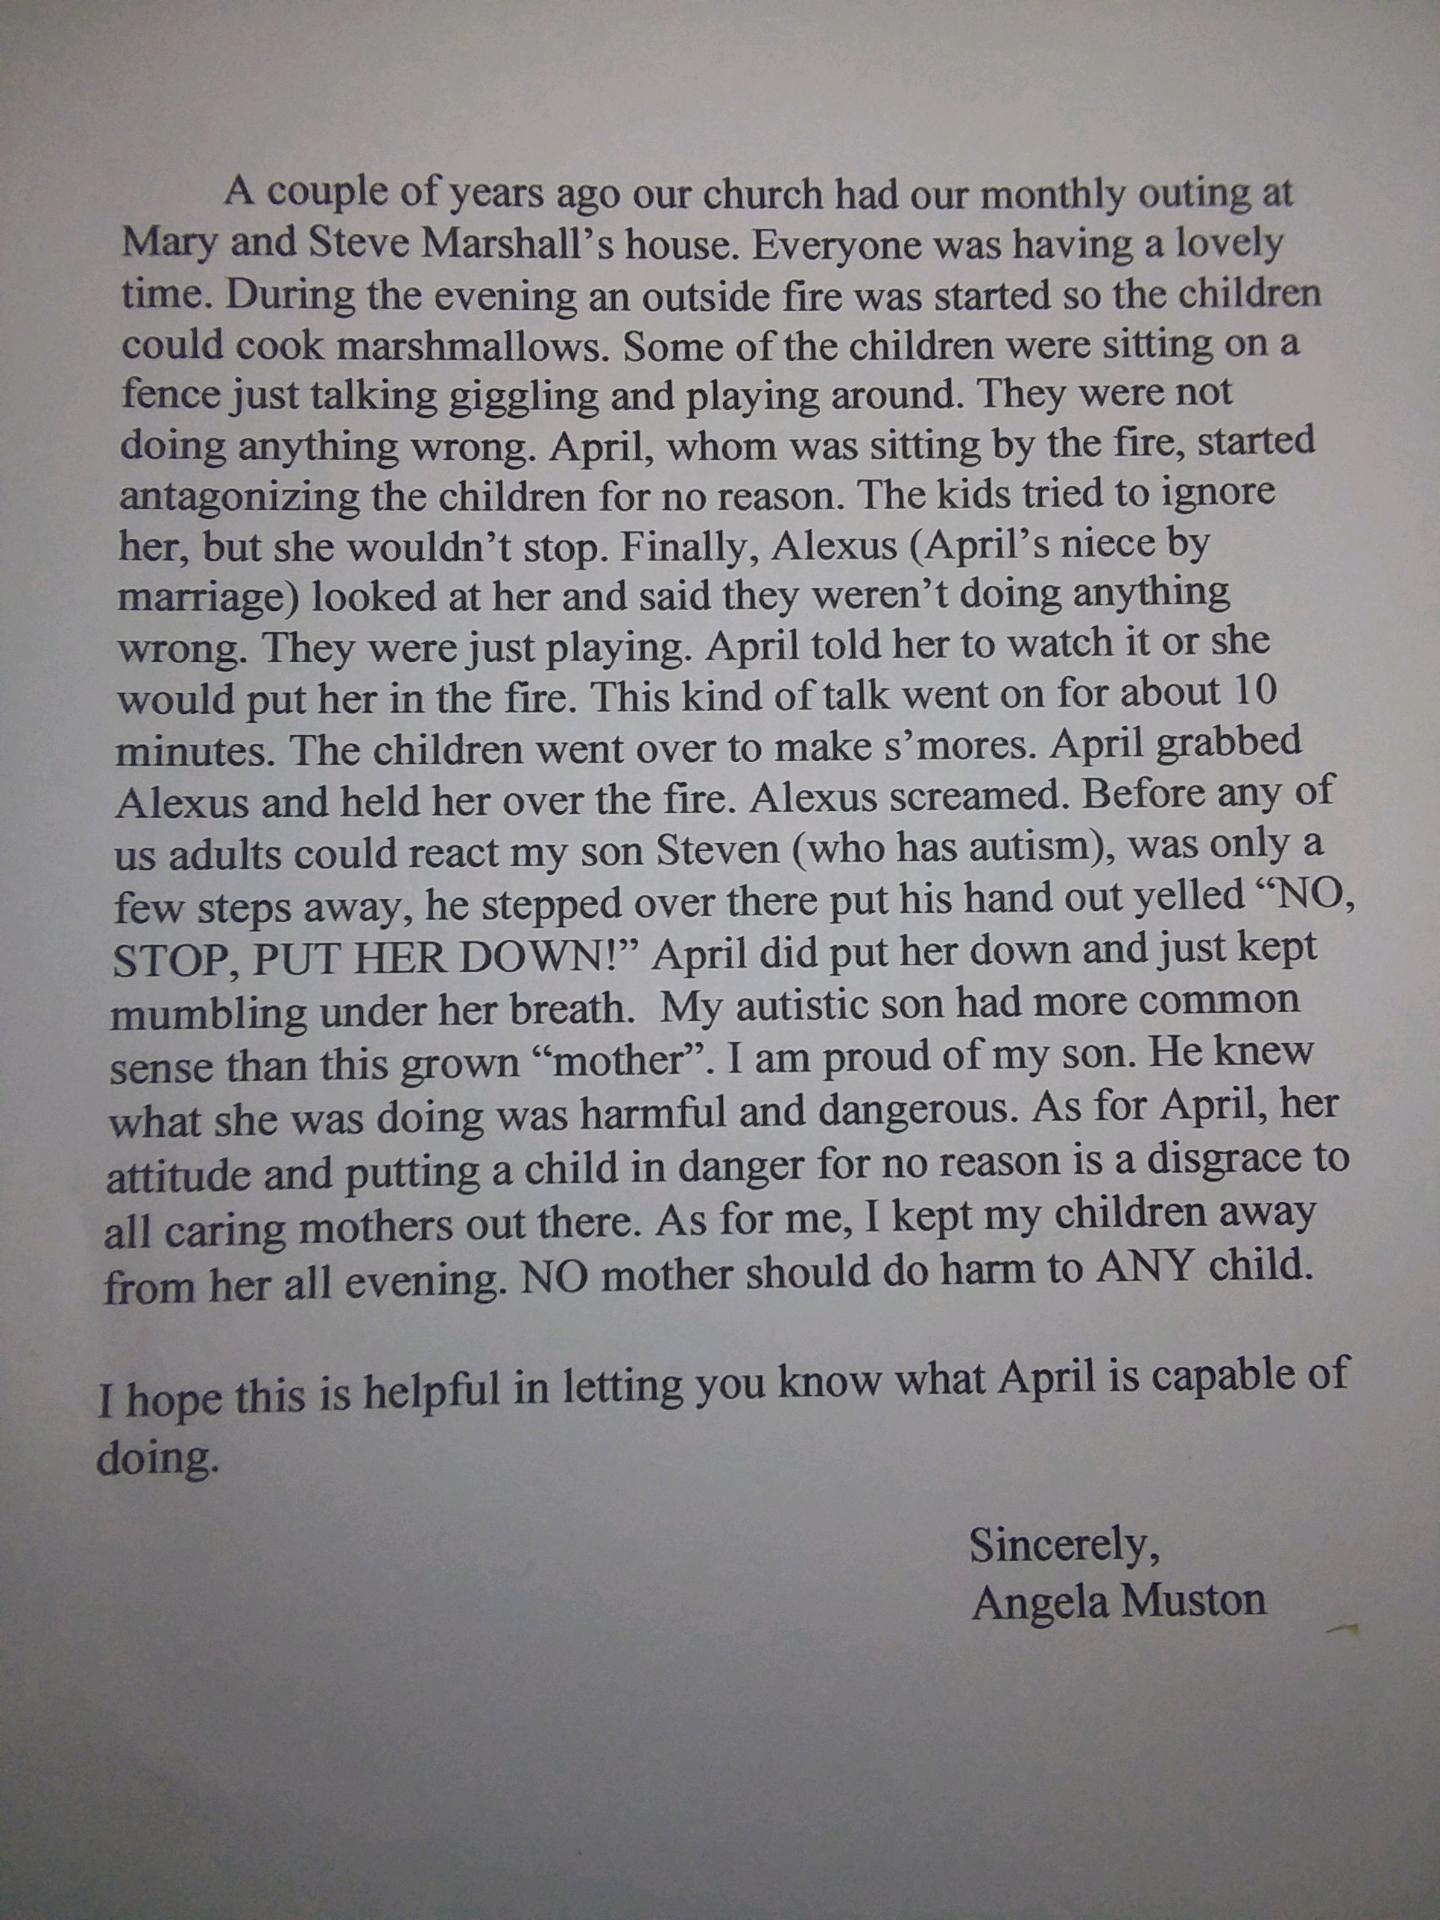 A couple of years ago our church had our monthly outing at
Mary and Steve Marshall's house. Everyone was having a lovely
time. During the evening an outside fire was started so the children
could cook marshmallows. Some of the children were sitting on a
fence just talking giggling and playing around. They were not
doing anything wrong. April, whom was sitting by the fire, started
antagonizing the children for no reason. The kids tried to ignore
her, but she wouldn't stop. Finally, Alexus (April's niece by
marriage) looked at her and said they weren't doing anything
wrong. They were just playing. April told her to watch it or she
would put her in the fire. This kind of talk went on for about 10
minutes. The children went over to make s'mores. April grabbed
Alexus and held her over the fire. Alexus screamed. Before any of
us adults could react my son Steven (who has autism), was only a
few steps away, he stepped over there put his hand out yelled “NO,
STOP, PUT HER DOWN!” April did put her down and just kept
mumbling under her breath.  My autistic son had more common
sense than this grown “mother”. I am proud of my son. He knew
what she was doing was harmful and dangerous. As for April, her
attitude and putting a child in danger for no reason is a disgrace to
all caring mothers out there. As for me, I kept my children away
from her all evening. NO mother should do harm to ANY child.
I hope this is helpful in letting you know what April is capable of
doing.
Sincerely,
Angela Muston